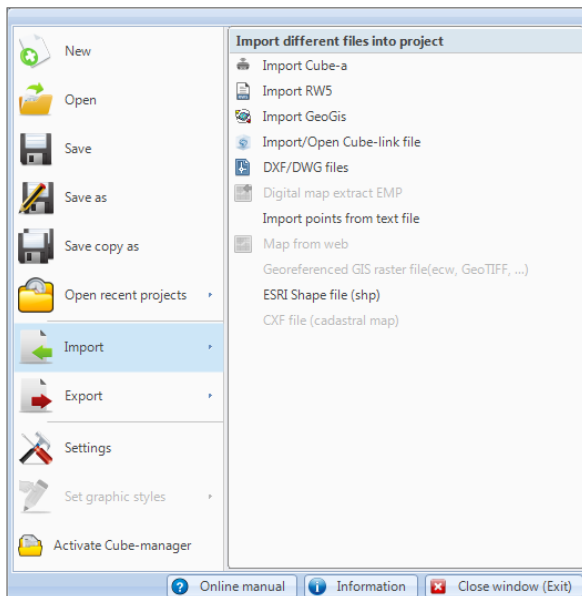 New
Open
Save
Save as
Save copy as
Open recent projects
Import
Export
Settings
Set graphic styles
Activate Cube-manager
Import different files into project
Import Cube-a
Import RW5
Import GeoGis
Import/Open Cube-link file
DXF/DWG files
Digital map extract EMP
Import points from text file
Map from web
Georeferenced GIS raster file(ecw, GeoTIFF, ...)
ESRI Shape file (shp)
CXF file (cadastral map)
Online manual
Information
Close window (Exit)